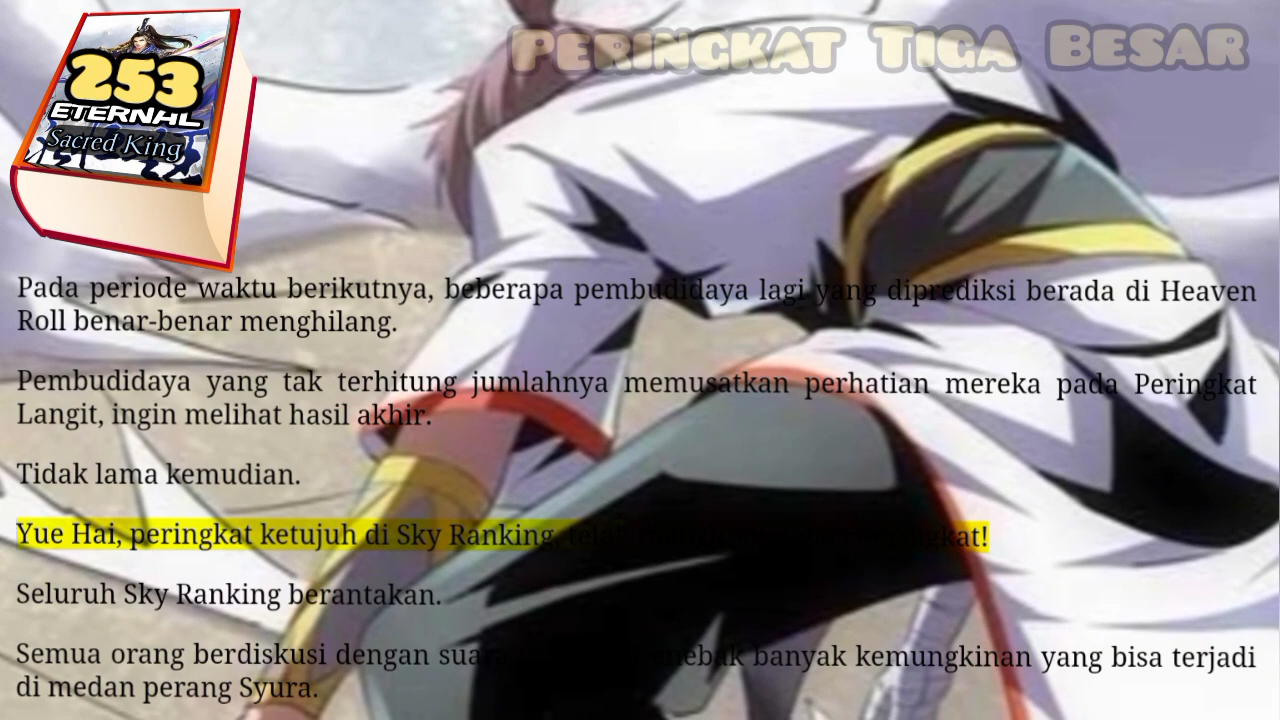 PERINGKAT TIGA BESAR
253
ETERNAL
Sacred King
Pada periode waktu berikutnya, beberapa pembudidaya lagi yang diprediksi berada di Heaven
Roll benar-benar menghilang.
Pembudidaya yang tak terhitung jumlahnya memusatkan perhatian mereka pada Peringkat
Langit, ingin melihat hasil akhir.
Tidak lama kemudian.
Yue Hai, peringkat ketujuh di Sky Ranking, telah
Seluruh Sky Ranking berantakan.
Semua orang berdiskusi dengan suara banyak kemungkinan yang bisa terjadi
di medan perang Syura.